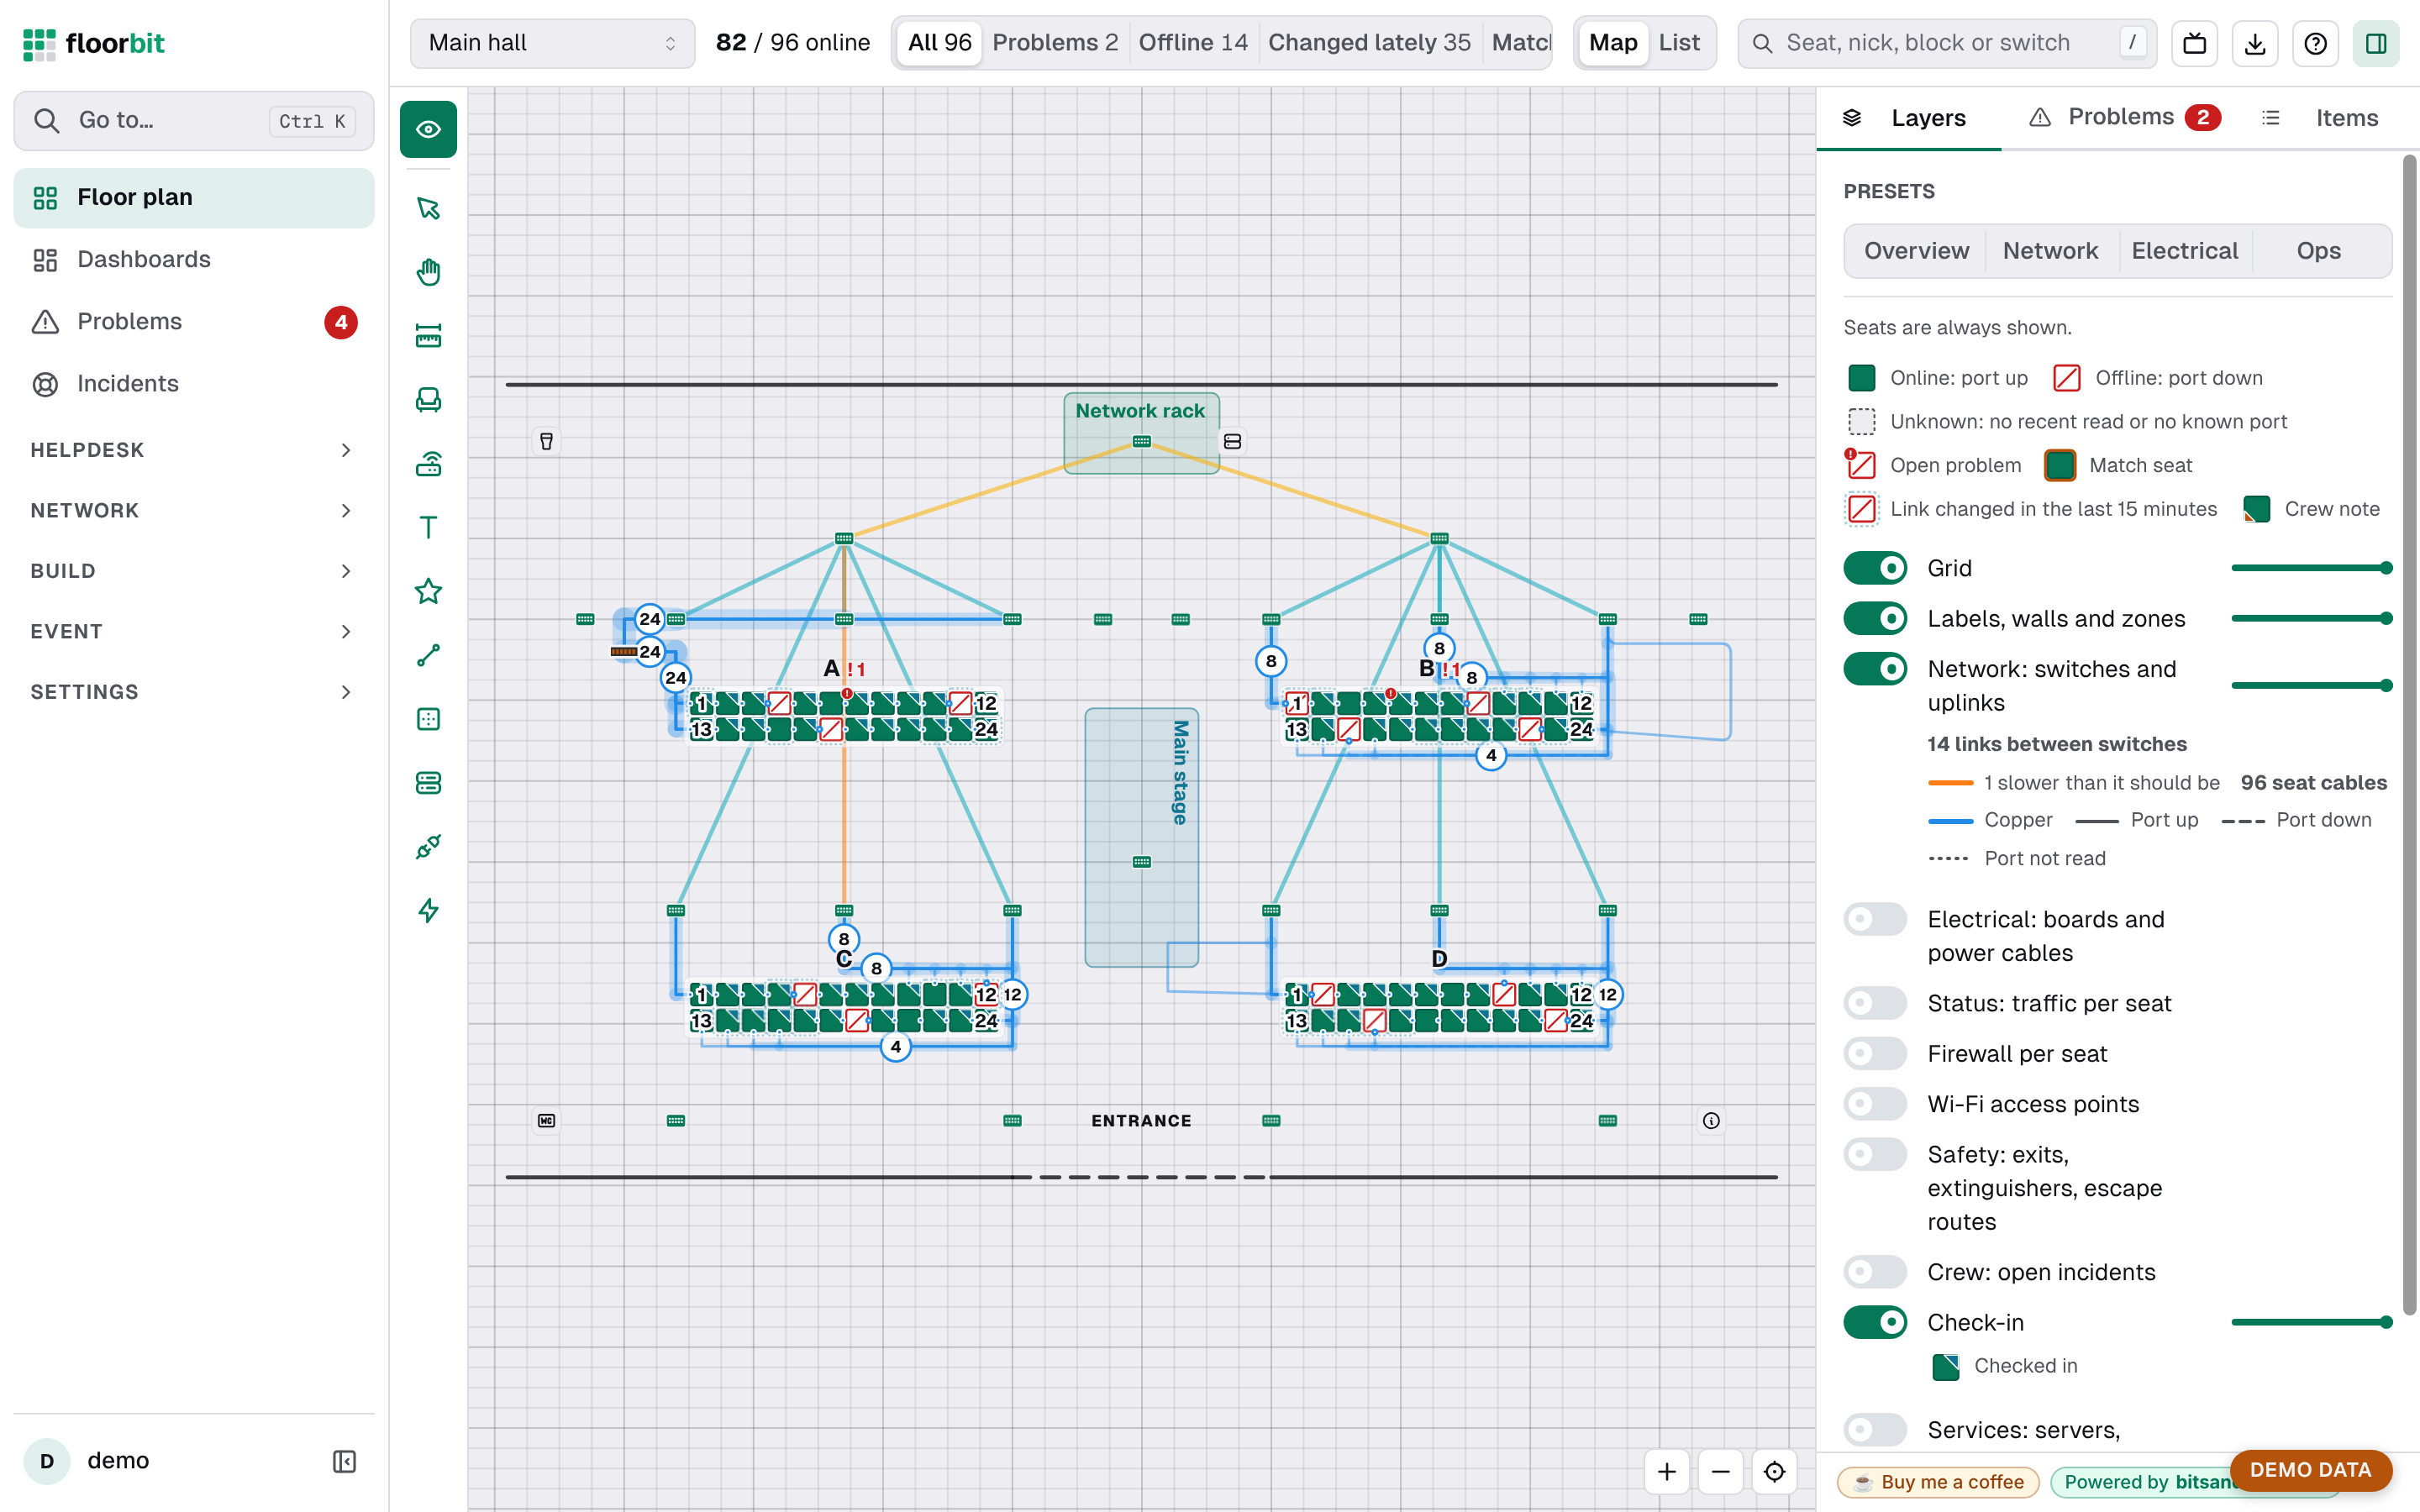 floorbit
Go to...
Ctrl K
Floor plan
Dashboards
Problems
4
Incidents
HELPDESK
NETWORK
BUILD
EVENT
SETTINGS
D
demo
Main hall
82 / 96 online
All 96
Problems 2
Offline 14
Changed lately 35
Map
List
Seat, nick, block or switch
/
Network rack
24
24
24
A !1
1
12
13
24
8
8
B !1
8
1
12
13
24
4
Main stage
8
C
8
1
12
12
13
24
4
D
1
12
12
13
24
WC
ENTRANCE
Layers
Problems 2
Items
PRESETS
Overview
Network
Electrical
Ops
Seats are always shown.
Online: port up
Offline: port down
Unknown: no recent read or no known port
Open problem
Match seat
Link changed in the last 15 minutes
Crew note
Grid
Labels, walls and zones
Network: switches and
uplinks
14 links between switches
1 slower than it should be
96 seat cables
Copper
Port up
Port down
Port not read
Electrical: boards and
power cables
Status: traffic per seat
Firewall per seat
Wi-Fi access points
Safety: exits,
extinguishers, escape
routes
Crew: open incidents
Check-in
Checked in
Services: servers,
Buy me a coffee
Powered by
DEMO DATA